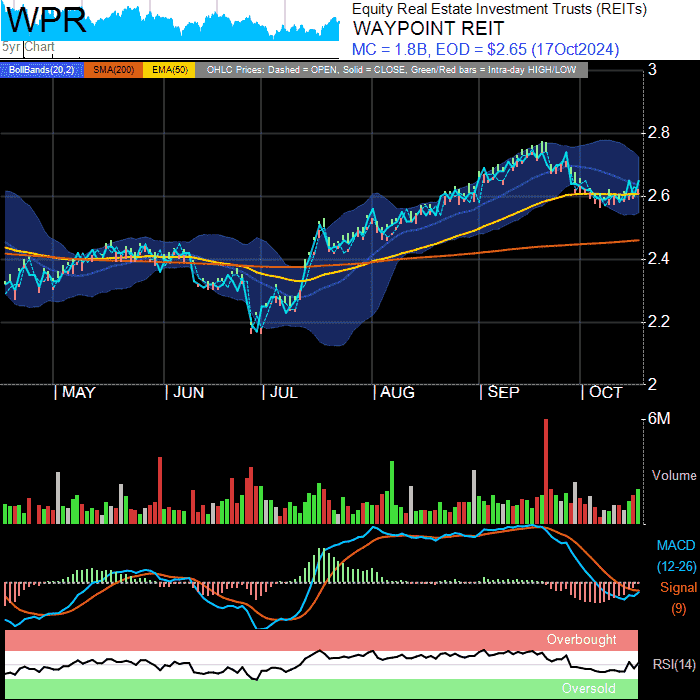 WPR
5yr Chart
Equity Real Estate Investment Trusts (REITs)
WAYPOINT REIT
MC = 1.8B, EOD = $2.65 (17Oct2024)
BollBands(20,2) SMA(200) EMA(50) OHLC Prices: Dashed = OPEN, Solid = CLOSE, Green/Red bars = Intra-day HIGH/LOW
3
2.8
2.6
2.4
2.2
2
MAY JUN JUL AUG SEP OCT
6M
Volume
MACD
(12-26)
Signal
(9)
Overbought
RSI(14)
Oversold